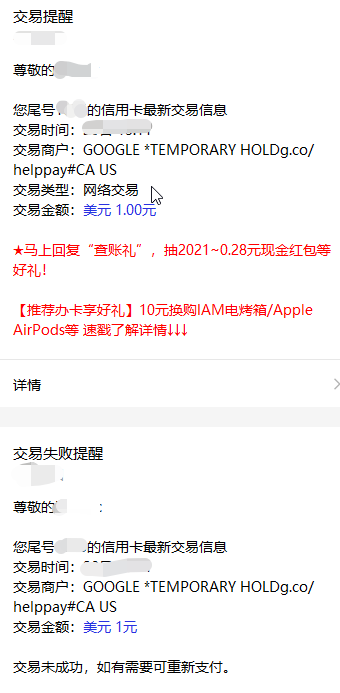 交易提醒
尊敬的
您尾号 的信用卡最新交易信息
交易时间：
交易商户：GOOGLE *TEMPORARY HOLDg.co/
helppay#CA US
交易类型：网络交易
交易金额：美元 1.00元
★马上回复“查账礼”，抽2021~0.28元现金红包等
好礼！
【推荐办卡享好礼】10元换购IAM电烤箱/Apple
AirPods等 速戳了解详情↓↓↓
详情
交易失败提醒
尊敬的 :
您尾号 的信用卡最新交易信息
交易时间：
交易商户：GOOGLE *TEMPORARY HOLDg.co/
helppay#CA US
交易金额：美元 1元
交易未成功，如有需要可重新支付。